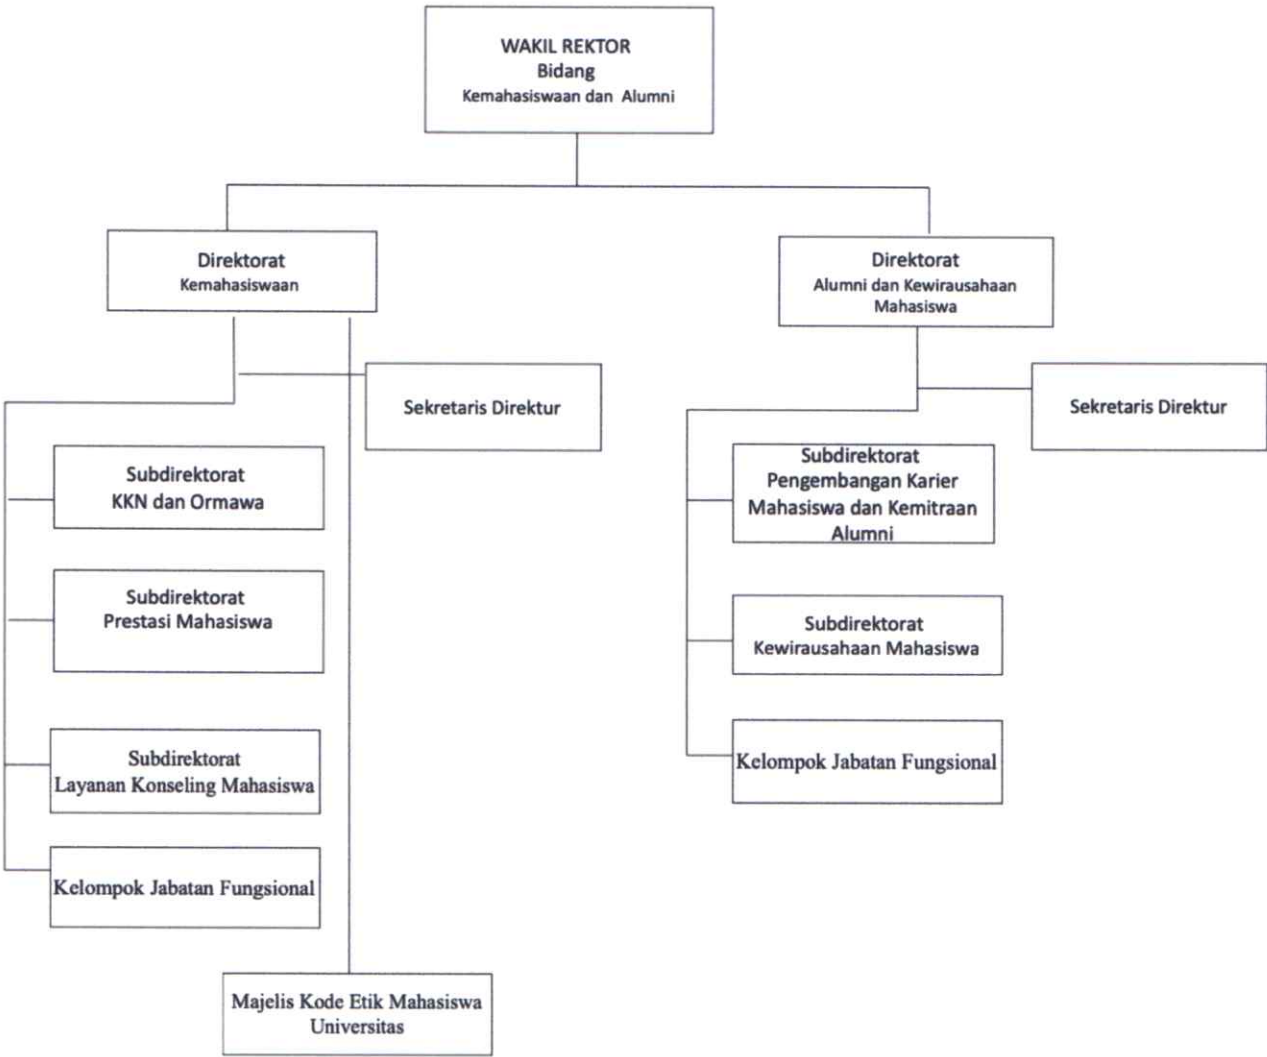 WAKIL REKTOR
Bidang
Kemahasiswaan dan Alumni
Direktorat
Kemahasiswaan
Direktorat
Alumni dan Kewirausahaan
Mahasiswa
Sekretaris Direktur
Sekretaris Direktur
Subdirektorat
KKN dan Ormawa
Subdirektorat
Pengembangan Karier
Mahasiswa dan Kemitraan
Alumni
Subdirektorat
Prestasi Mahasiswa
Subdirektorat
Kewirausahaan Mahasiswa
Subdirektorat
Layanan Konseling Mahasiswa
Kelompok Jabatan Fungsional
Kelompok Jabatan Fungsional
Majelis Kode Etik Mahasiswa
Universitas